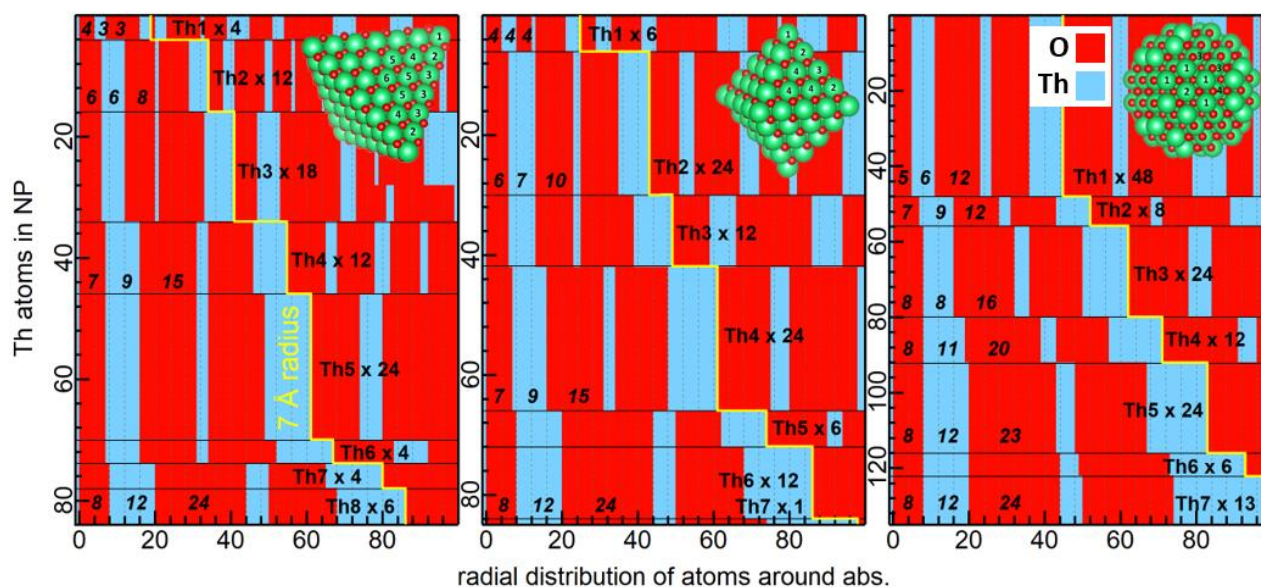 Th atoms in NP
20
40
60
80
4 3 3 Th1 x 4
Th2 x 12
6 6 8
Th3 x 18
Th4 x 12
7 9 15
7 Å radius
Th5 x 24
Th6 x 4
Th7 x 4
8 12 24
Th8 x 6
0 20 40 60 80
20
40
60
80
4 4 4 Th1 x 6
Th2 x 24
6 7 10
Th3 x 12
Th4 x 24
7 9 15
Th5 x 6
Th6 x 12
8 12 24
Th7 x 1
0 20 40 60 80
O
Th
20
40
60
80
100
120
5 6 12 Th1 x 48
7 9 12 Th2 x 8
Th3 x 24
8 8 16
Th4 x 12
8 11 20
Th5 x 24
8 12 23
Th6 x 6
8 12 24 Th7 x 13
0 20 40 60 80
radial distribution of atoms around abs.